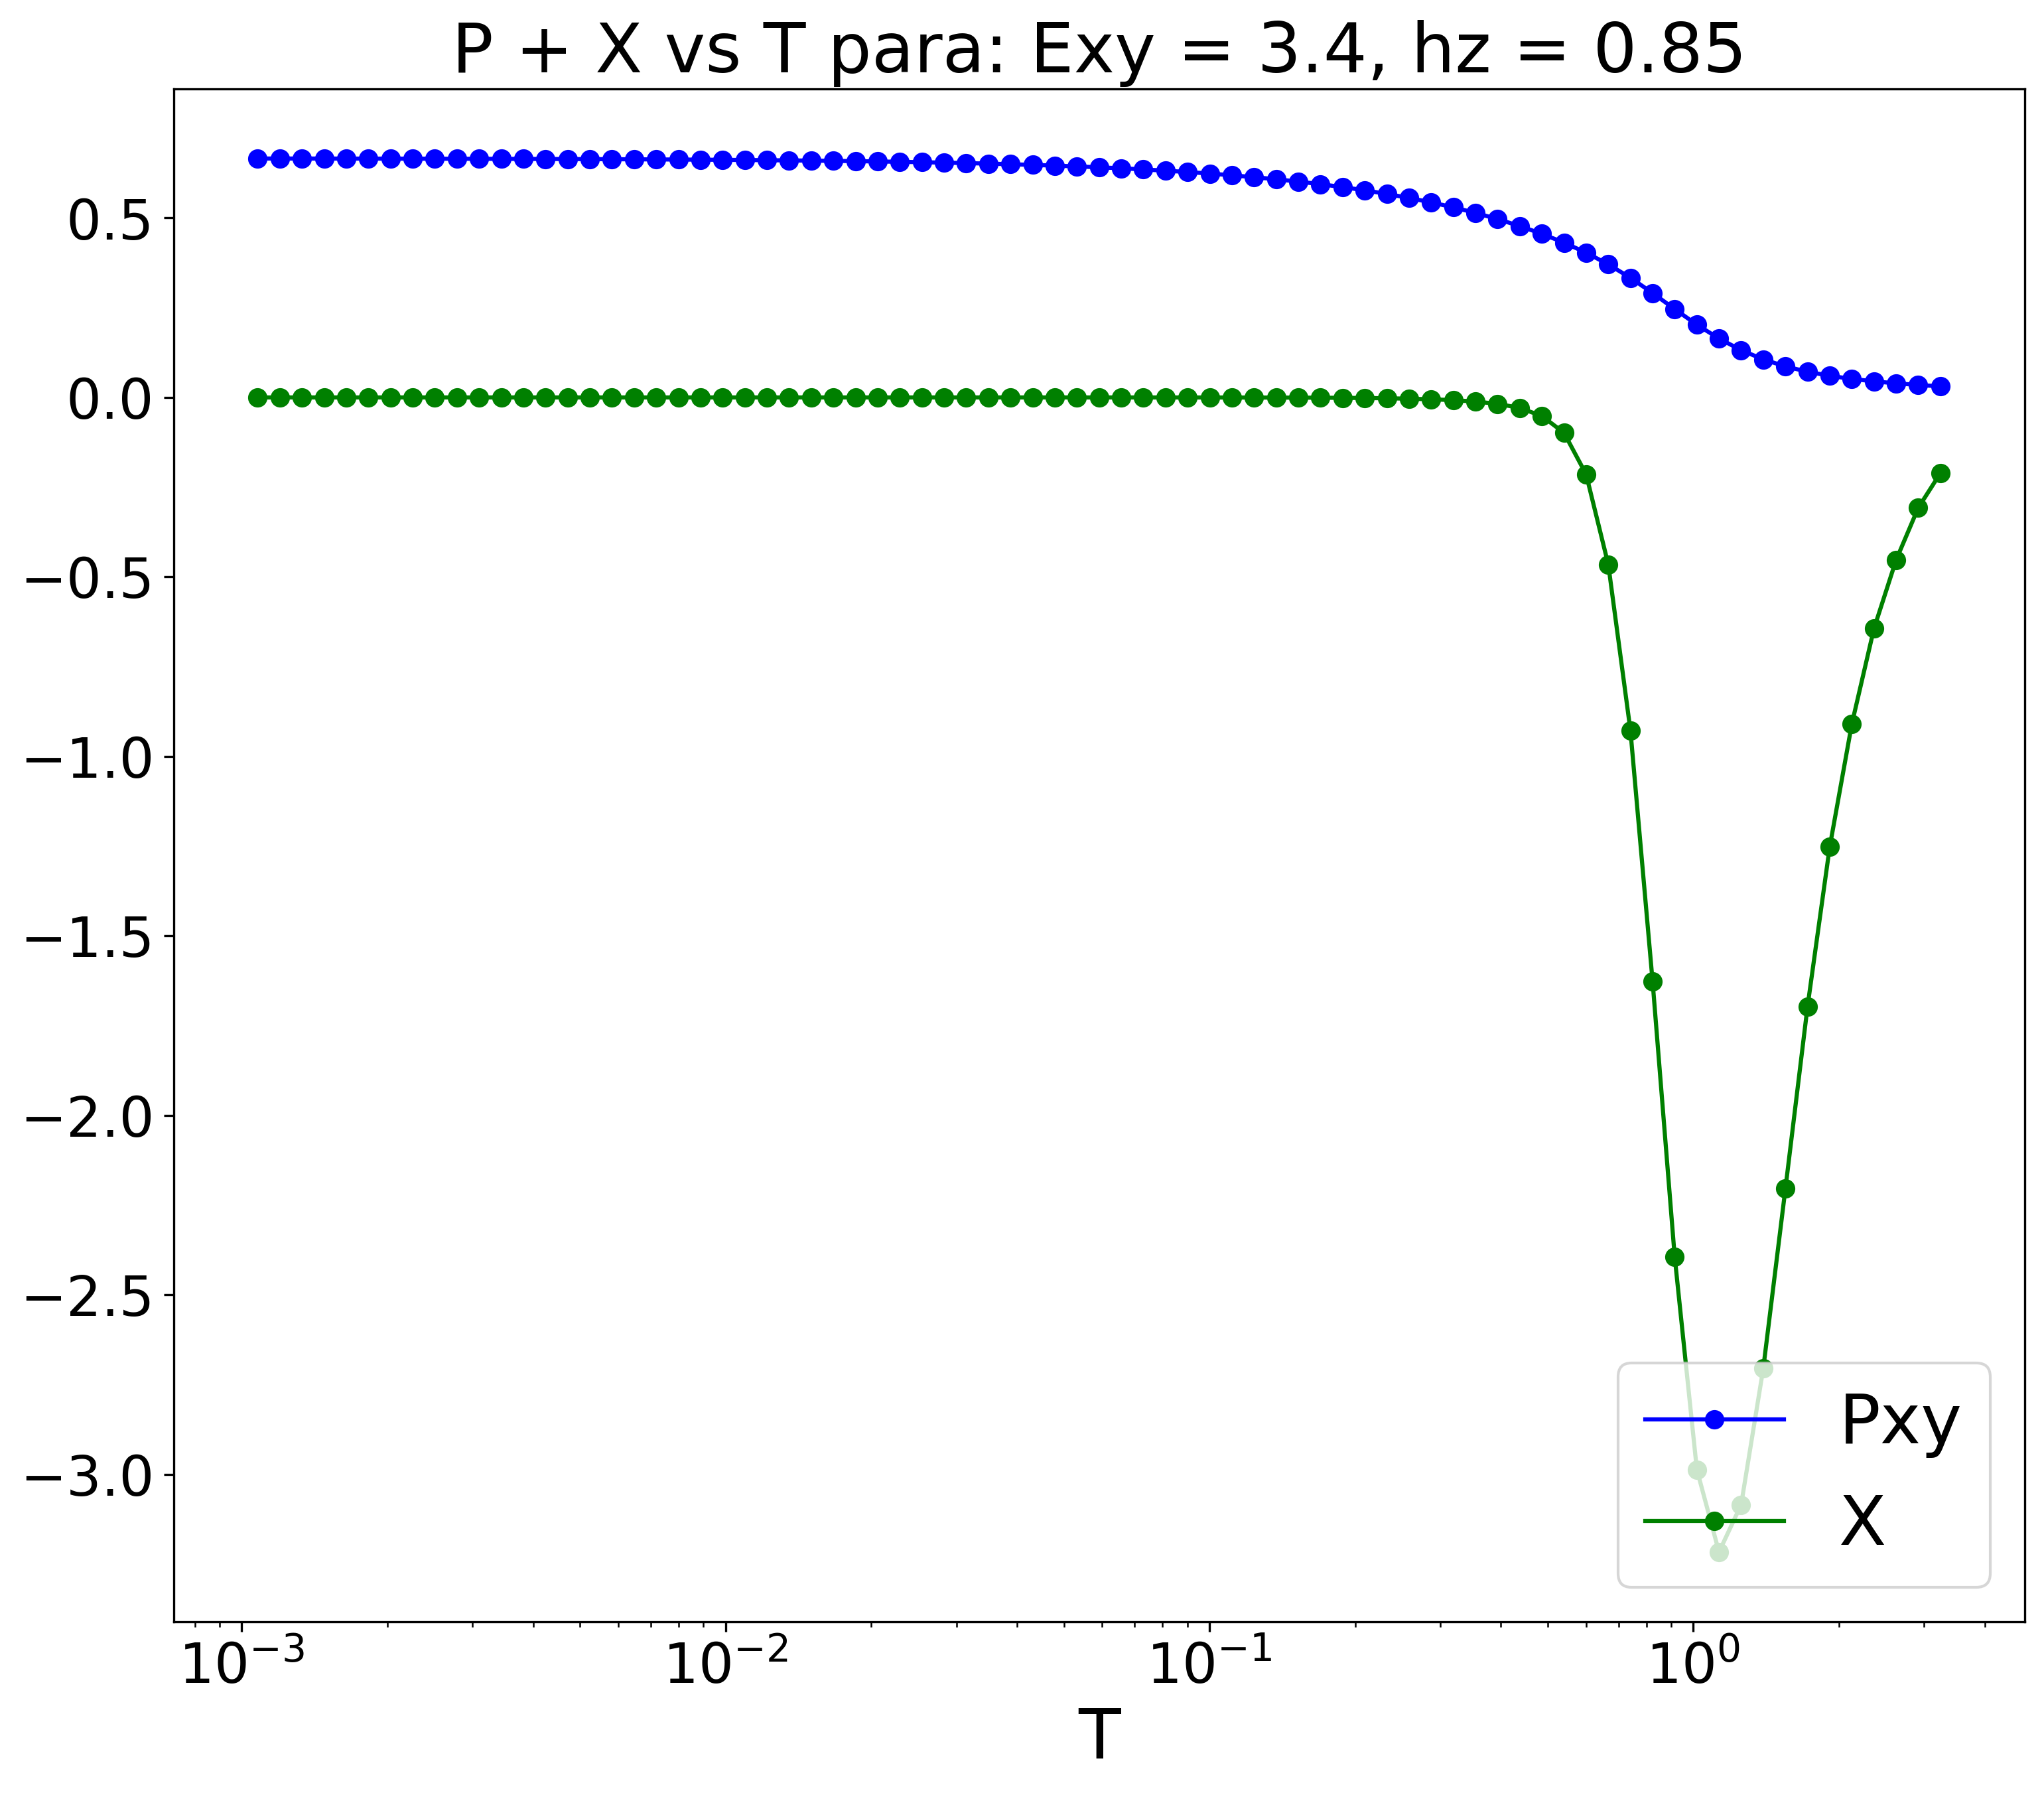 P + X vs T para: Exy = 3.4, hz = 0.85
0.5
0.0
−0.5
−1.0
−1.5
−2.0
−2.5
−3.0
Pxy
X
10⁻³ 10⁻² 10⁻¹ 10⁰
T